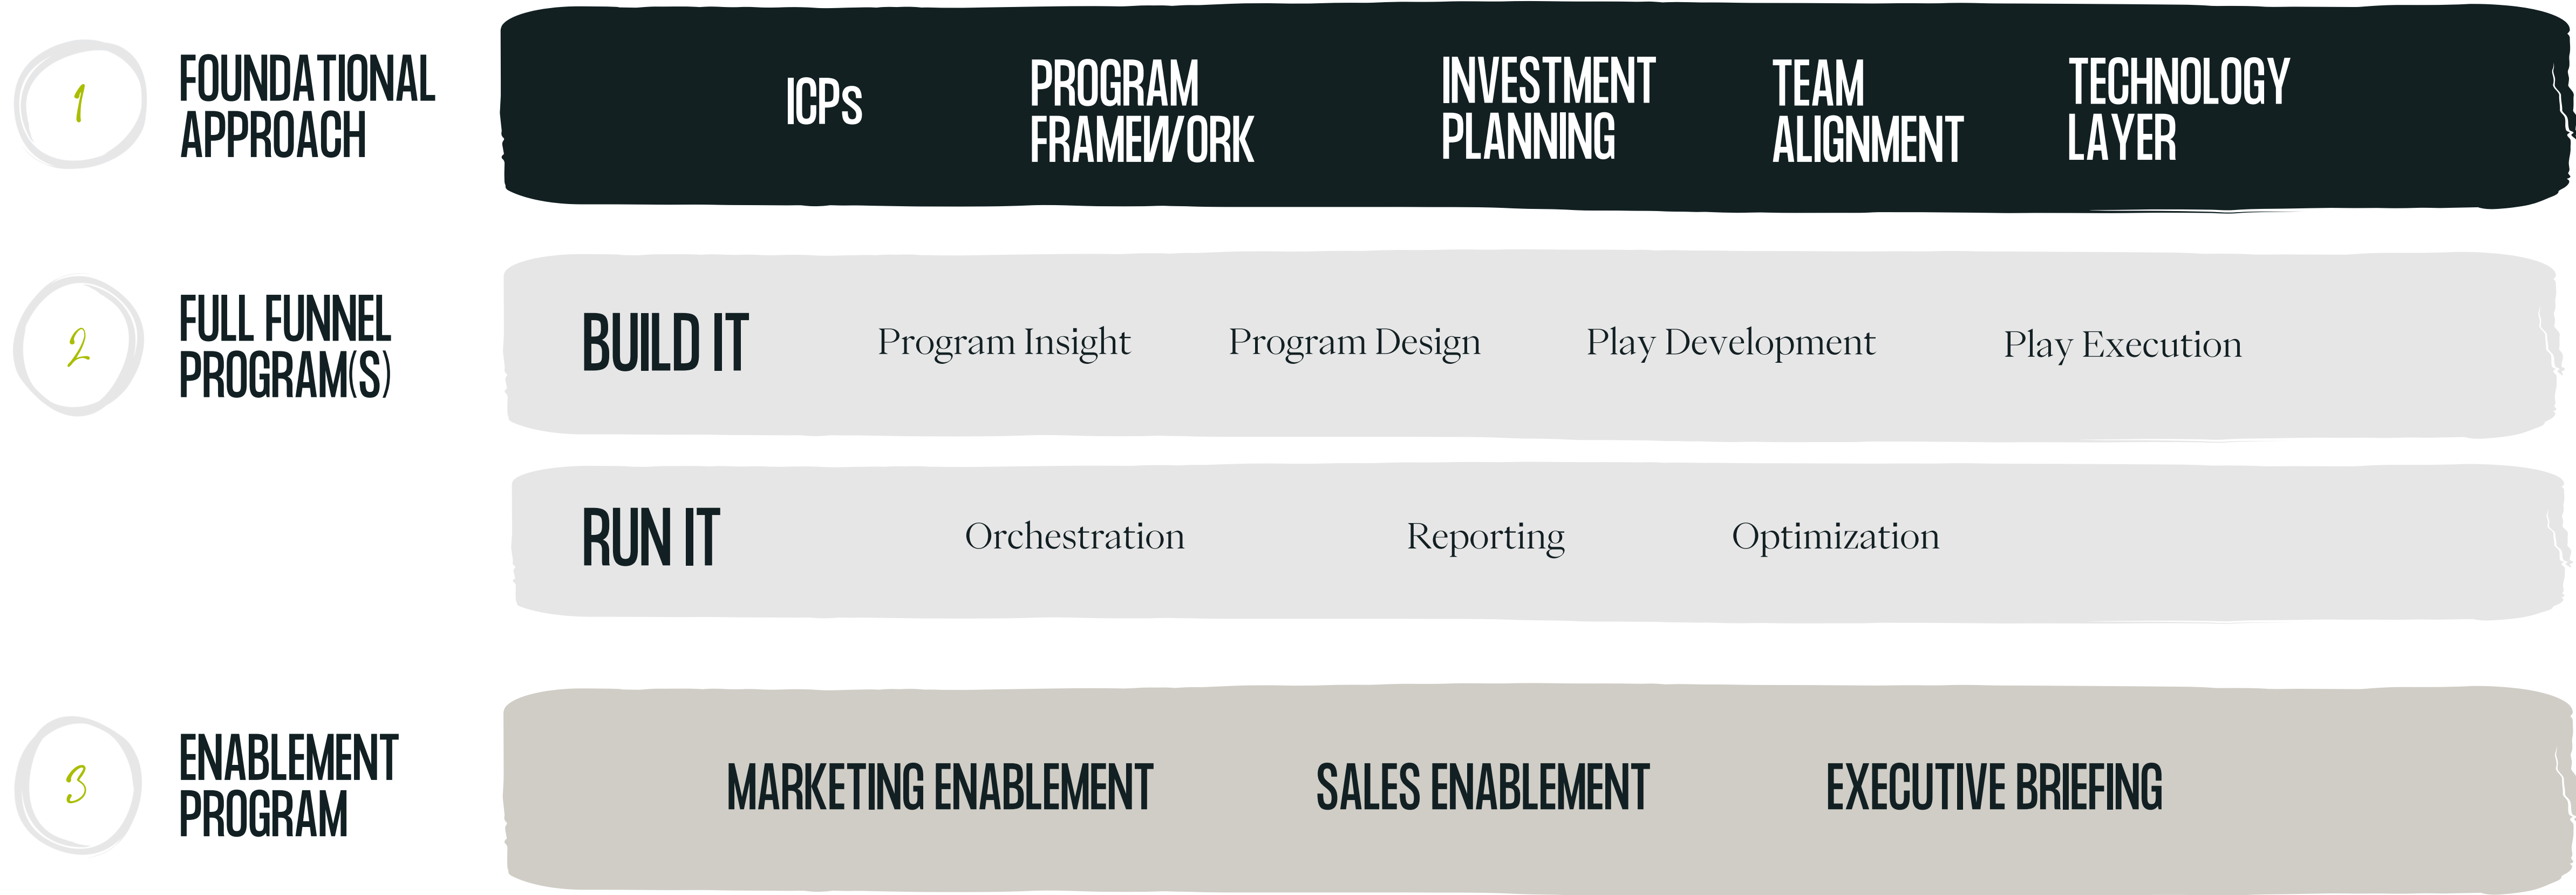 1
FOUNDATIONAL
APPROACH
ICPs
PROGRAM
FRAMEWORK
INVESTMENT
PLANNING
TEAM
ALIGNMENT
TECHNOLOGY
LAYER
2
FULL FUNNEL
PROGRAM(S)
BUILD IT
Program Insight
Program Design
Play Development
Play Execution
RUN IT
Orchestration
Reporting
Optimization
3
ENABLEMENT
PROGRAM
MARKETING ENABLEMENT
SALES ENABLEMENT
EXECUTIVE BRIEFING